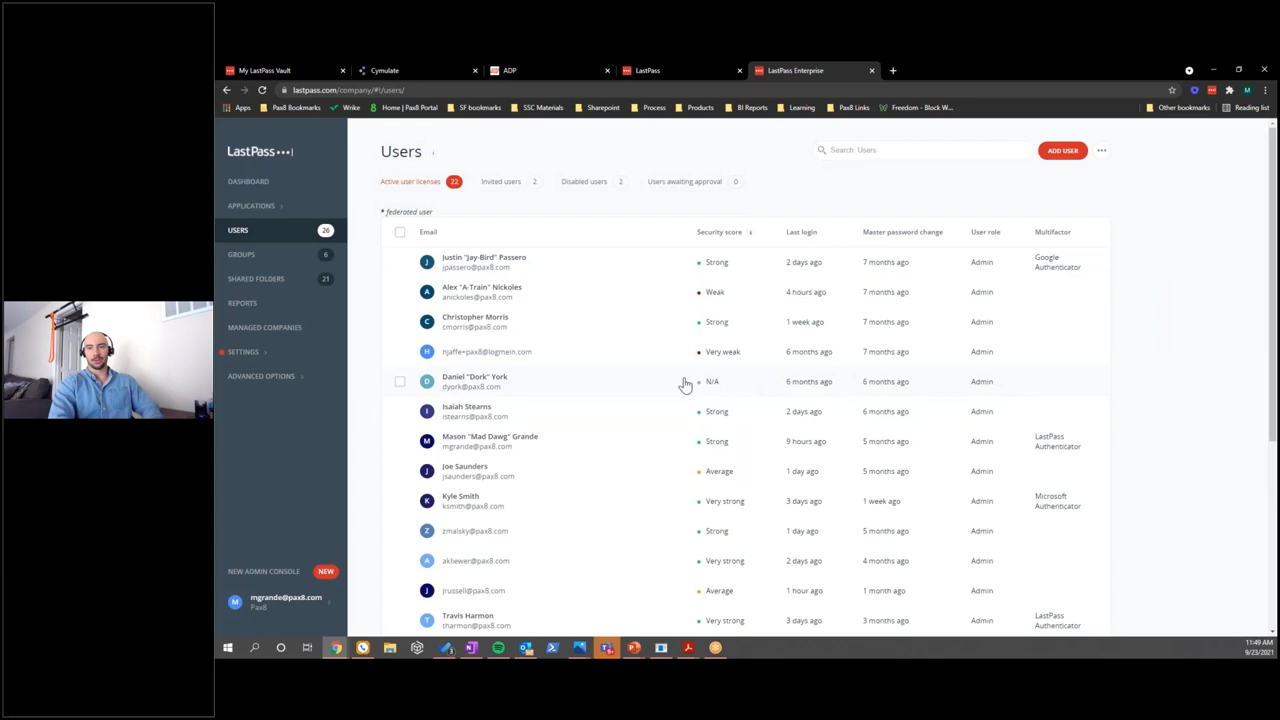 My LastPass Vault
Cymulate
ADP
LastPass
LastPass Enterprise
lastpass.com/company/#!/users/
Apps
Pax8 Bookmarks
Wrike
Home | Pax8 Portal
SF bookmarks
SSC Materials
Sharepoint
Process
Products
BI Reports
Learning
Pax8 Links
Freedom - Block W...
Other bookmarks
Reading list
LastPass •••|
DASHBOARD
APPLICATIONS
USERS 26
GROUPS 6
SHARED FOLDERS 21
REPORTS
MANAGED COMPANIES
SETTINGS
ADVANCED OPTIONS
NEW ADMIN CONSOLE NEW
M mgrande@pax8.com
Pax8
Users
Search: Users
ADD USER
Active user licenses 22
Invited users 2
Disabled users 2
Users awaiting approval 0
* federated user
Email Security score Last login Master password change User role Multifactor
J Justin "Jay-Bird" Passero Strong 2 days ago 7 months ago Admin Google
jpassero@pax8.com Authenticator
A Alex "A-Train" Nickoles Weak 4 hours ago 7 months ago Admin
anickoles@pax8.com
C Christopher Morris Strong 1 week ago 7 months ago Admin
cmorris@pax8.com
H hjaffe+pax8@logmein.com Very weak 6 months ago 7 months ago Admin
D Daniel "Dork" York N/A 6 months ago 6 months ago Admin
dyork@pax8.com
I Isaiah Stearns Strong 2 days ago 6 months ago Admin
istearns@pax8.com
M Mason "Mad Dawg" Grande Strong 9 hours ago 5 months ago Admin LastPass
mgrande@pax8.com Authenticator
J Joe Saunders Average 1 day ago 5 months ago Admin
jsaunders@pax8.com
K Kyle Smith Very strong 3 days ago 1 week ago Admin Microsoft
ksmith@pax8.com Authenticator
Z zmalsky@pax8.com Strong 1 day ago 5 months ago Admin
A akliewer@pax8.com Very strong 2 days ago 4 months ago Admin
J jrussell@pax8.com Average 1 hour ago 1 month ago Admin
T Travis Harmon Very strong 3 days ago 3 months ago Admin LastPass
tharmon@pax8.com Authenticator
11:49 AM
9/23/2021